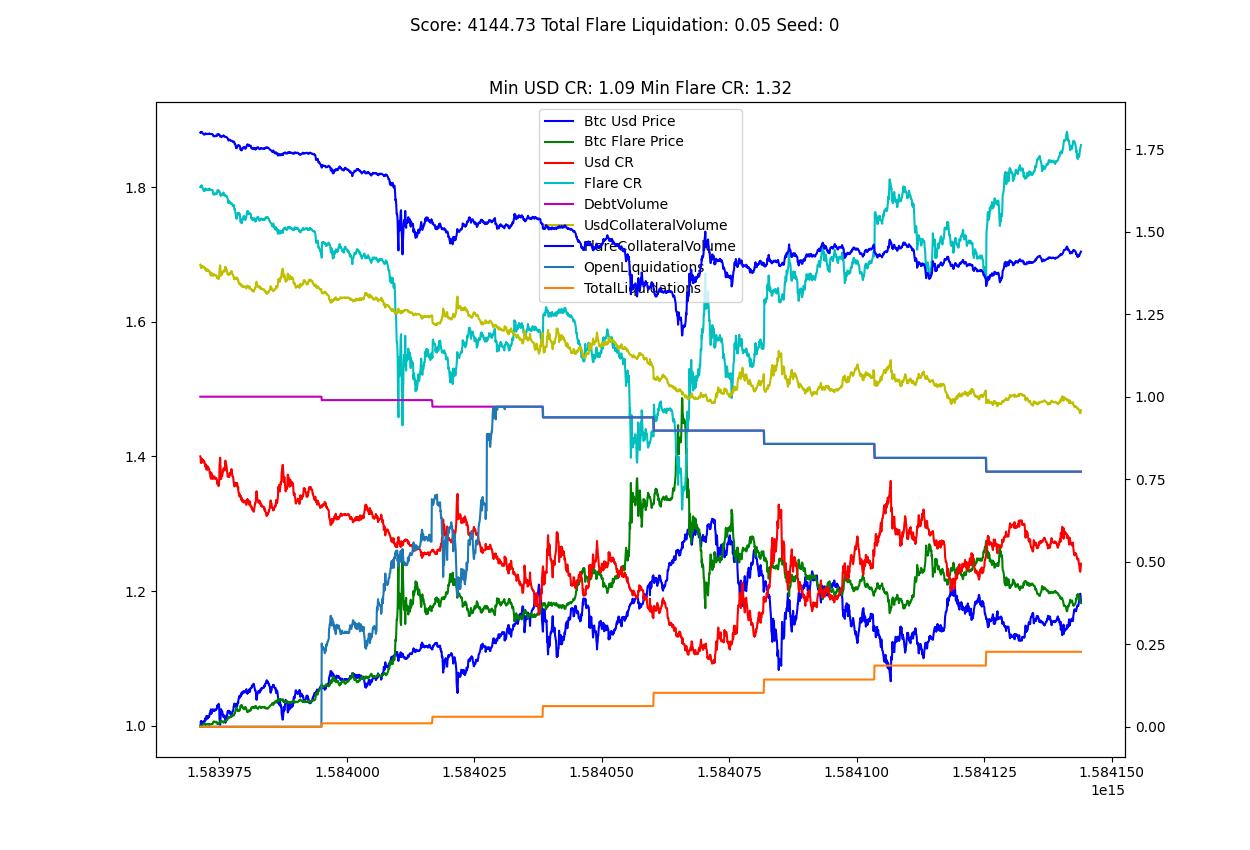 Score: 4144.73 Total Flare Liquidation: 0.05 Seed: 0
Min USD CR: 1.09 Min Flare CR: 1.32
Btc Usd Price
Btc Flare Price
Usd CR
Flare CR
DebtVolume
UsdCollateralVolume
FlareCollateralVolume
OpenLiquidations
TotalLiquidations
1.8
1.6
1.4
1.2
1.0
1.75
1.50
1.25
1.00
0.75
0.50
0.25
0.00
1.583975 1.584000 1.584025 1.584050 1.584075 1.584100 1.584125 1.584150
1e15